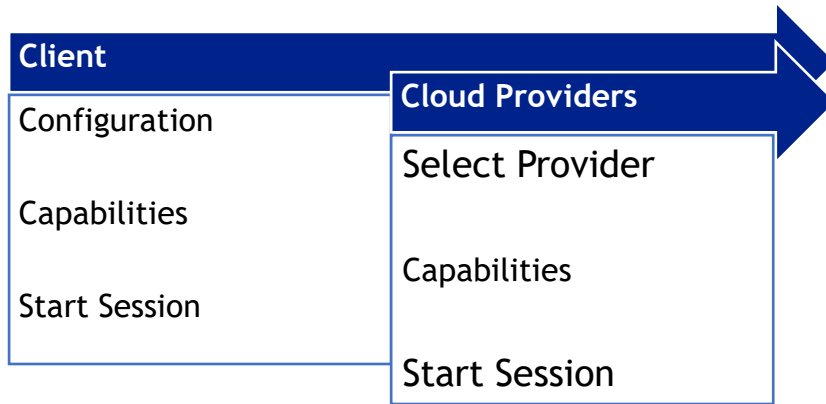 Client
Configuration
Capabilities
Start Session
Cloud Providers
Select Provider
Capabilities
Start Session